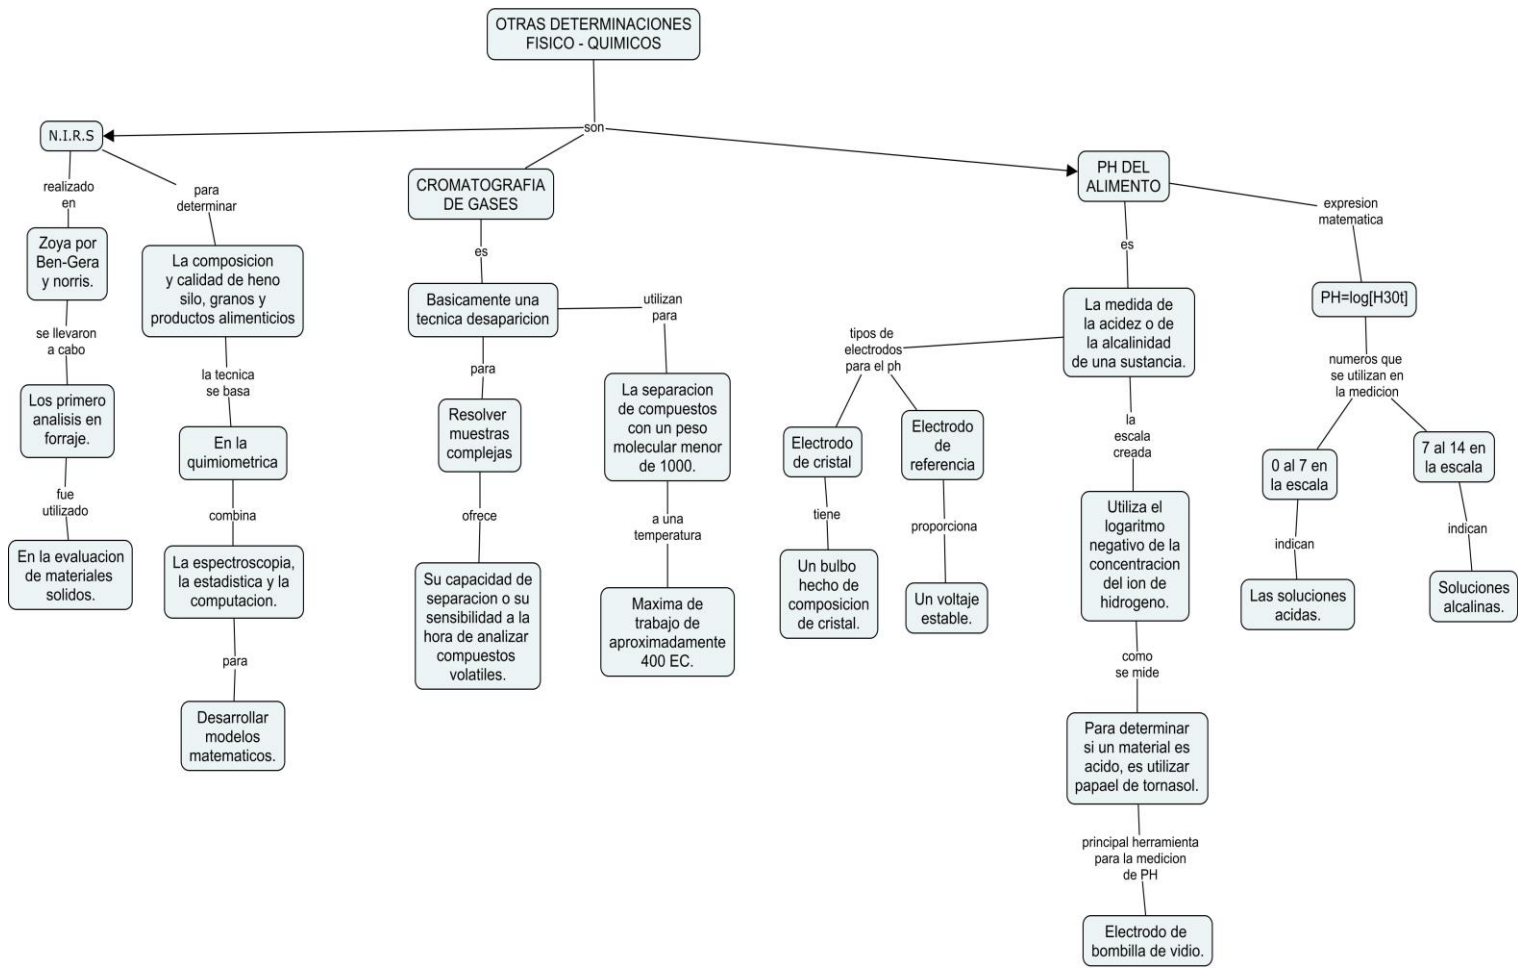 OTRAS DETERMINACIONES
FISICO - QUIMICOS
son
N.I.R.S
realizado
en
Zoya por
Ben-Gera
y norris.
se llevaron
a cabo
Los primero
analisis en
forraje.
fue
utilizado
En la evaluacion
de materiales
solidos.
para
determinar
La composicion
y calidad de heno
silo, granos y
productos alimenticios
la tecnica
se basa
En la
quimiometrica
combina
La espectroscopia,
la estadistica y la
computacion.
para
Desarrollar
modelos
matematicos.
CROMATOGRAFIA
DE GASES
es
Basicamente una
tecnica desaparicion
para
Resolver
muestras
complejas
ofrece
Su capacidad de
separacion o su
sensibilidad a la
hora de analizar
compuestos
volatiles.
utilizan
para
La separacion
de compuestos
con un peso
molecular menor
de 1000.
a una
temperatura
Maxima de
trabajo de
aproximadamente
400 EC.
PH DEL
ALIMENTO
es
La medida de
la acidez o de
la alcalinidad
de una sustancia.
tipos de
electrodos
para el ph
Electrodo
de cristal
tiene
Un bulbo
hecho de
composicion
de cristal.
Electrodo
de
referencia
proporciona
Un voltaje
estable.
la
escala
creada
Utiliza el
logaritmo
negativo de la
concentracion
del ion de
hidrogeno.
como
se mide
Para determinar
si un material es
acido, es utilizar
papael de tornasol.
principal herramienta
para la medicion
de PH
Electrodo de
bombilla de vidio.
expresion
matematica
PH=log[H30t]
numeros que
se utilizan en
la medicion
0 al 7 en
la escala
indican
Las soluciones
acidas.
7 al 14 en
la escala
indican
Soluciones
alcalinas.